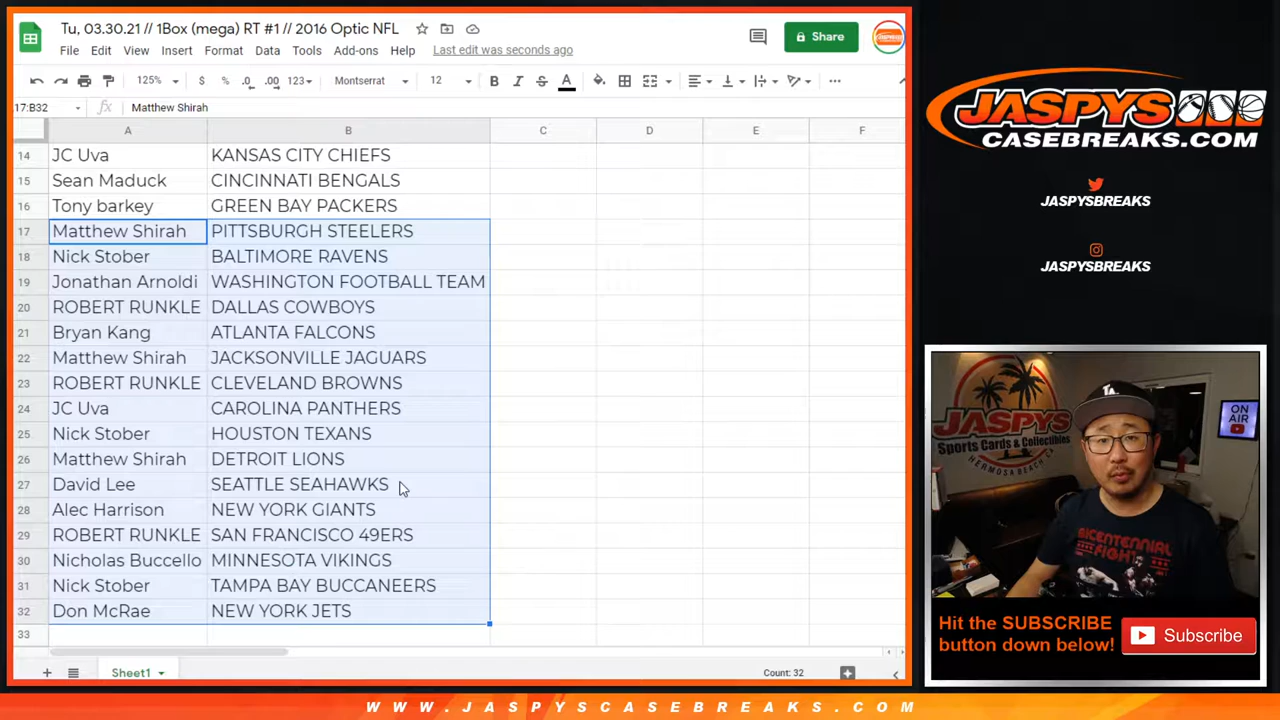 Tu, 03.30.21 // 1Box (mega) RT #1 // 2016 Optic NFL
File Edit View Insert Format Data Tools Add-ons Help Last edit was seconds ago
Share
125% $ % .0 .00 123 Montserrat 12 B I S A
17:B32 fx Matthew Shirah
A B C D E F
14 JC Uva KANSAS CITY CHIEFS
15 Sean Maduck CINCINNATI BENGALS
16 Tony barkey GREEN BAY PACKERS
17 Matthew Shirah PITTSBURGH STEELERS
18 Nick Stober BALTIMORE RAVENS
19 Jonathan Arnoldi WASHINGTON FOOTBALL TEAM
20 ROBERT RUNKLE DALLAS COWBOYS
21 Bryan Kang ATLANTA FALCONS
22 Matthew Shirah JACKSONVILLE JAGUARS
23 ROBERT RUNKLE CLEVELAND BROWNS
24 JC Uva CAROLINA PANTHERS
25 Nick Stober HOUSTON TEXANS
26 Matthew Shirah DETROIT LIONS
27 David Lee SEATTLE SEAHAWKS
28 Alec Harrison NEW YORK GIANTS
29 ROBERT RUNKLE SAN FRANCISCO 49ERS
30 Nicholas Buccello MINNESOTA VIKINGS
31 Nick Stober TAMPA BAY BUCCANEERS
32 Don McRae NEW YORK JETS
33
Sheet1 Count: 32
JASPYS
CASEBREAKS.COM
JASPYSBREAKS
JASPYSBREAKS
JASPYS
Sports Cards & Collectibles
HERMOSA BEACH
ON
AIR
LA
BICENTENNIAL
FIGHT
Hit the SUBSCRIBE
button down below!
Subscribe
WWW.JASPYSCASEBREAKS.COM